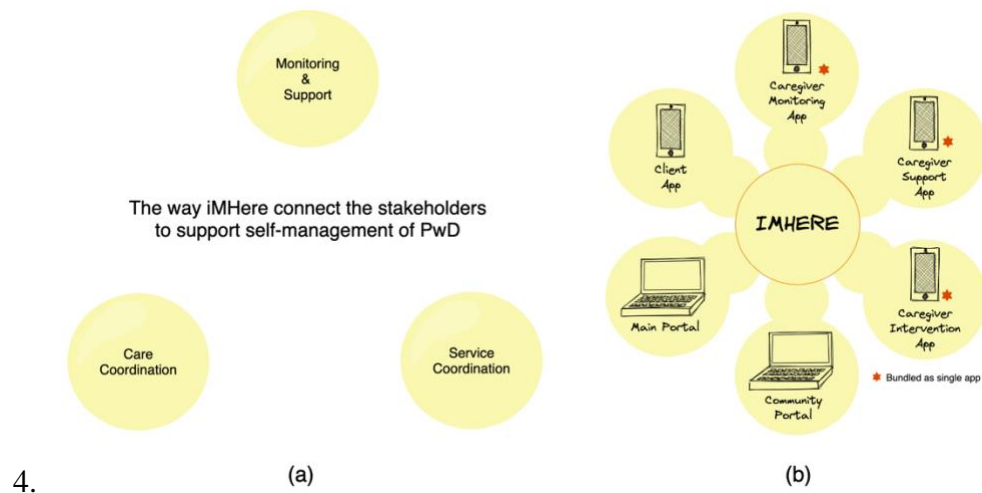 Monitoring
&
Support
The way iMHere connect the stakeholders
to support self-management of PwD
Care
Coordination
Service
Coordination
4.
(a)
Caregiver
Monitoring
App
Client
App
Caregiver
Support
App
IMHERE
Main Portal
Caregiver
Intervention
App
Community
Portal
Bundled as single app
(b)